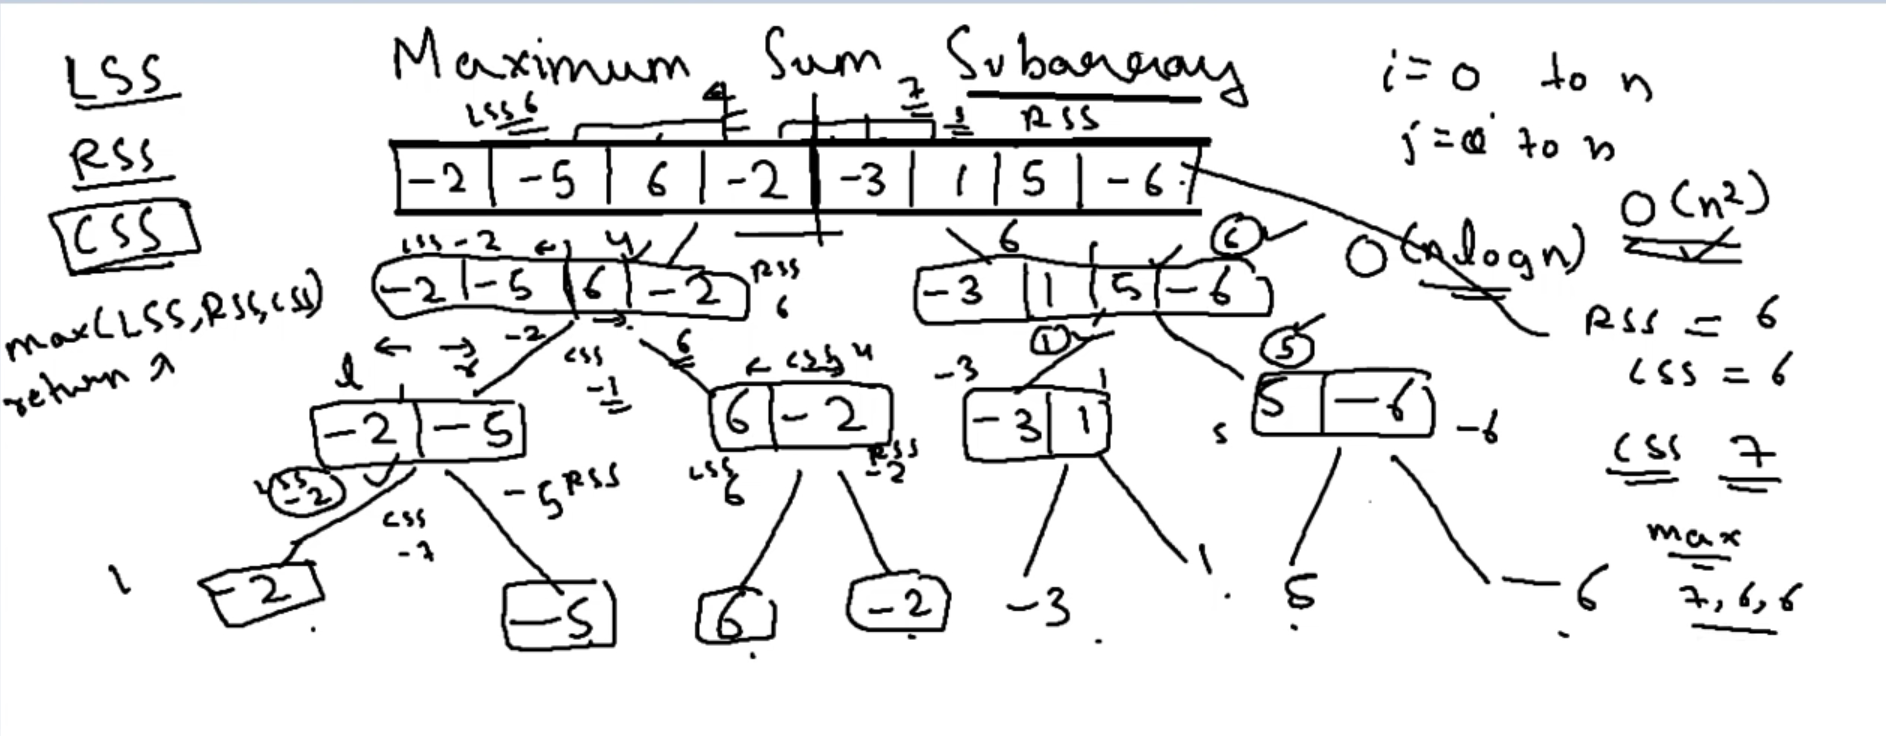 Maximum Sum Subarray
LSS
RSS
CSS
max(LSS,RSS,CSS)
return
i=0 to n
to n
O(n²)
O(nlogn)
LSS 6
4
7
RSS
-2 -5 6 -2 -3 1 5 -6
LSS -2
4
RSS
6
-2 -5 6 -2
6
6
-3 1 5 -6
RSS = 6
LSS = 6
CSS 7
max
7, 6, 6
-2
CSS
-1
6
l
r
-2 -5
CSS 4
6 -2
-3
1
1
-3 1
5
5 -6
5
-6
LSS
-2
CSS
-7
-5 RSS
LSS
6
RSS
-2
-2
-5
6
-2
-3
1
5
-6